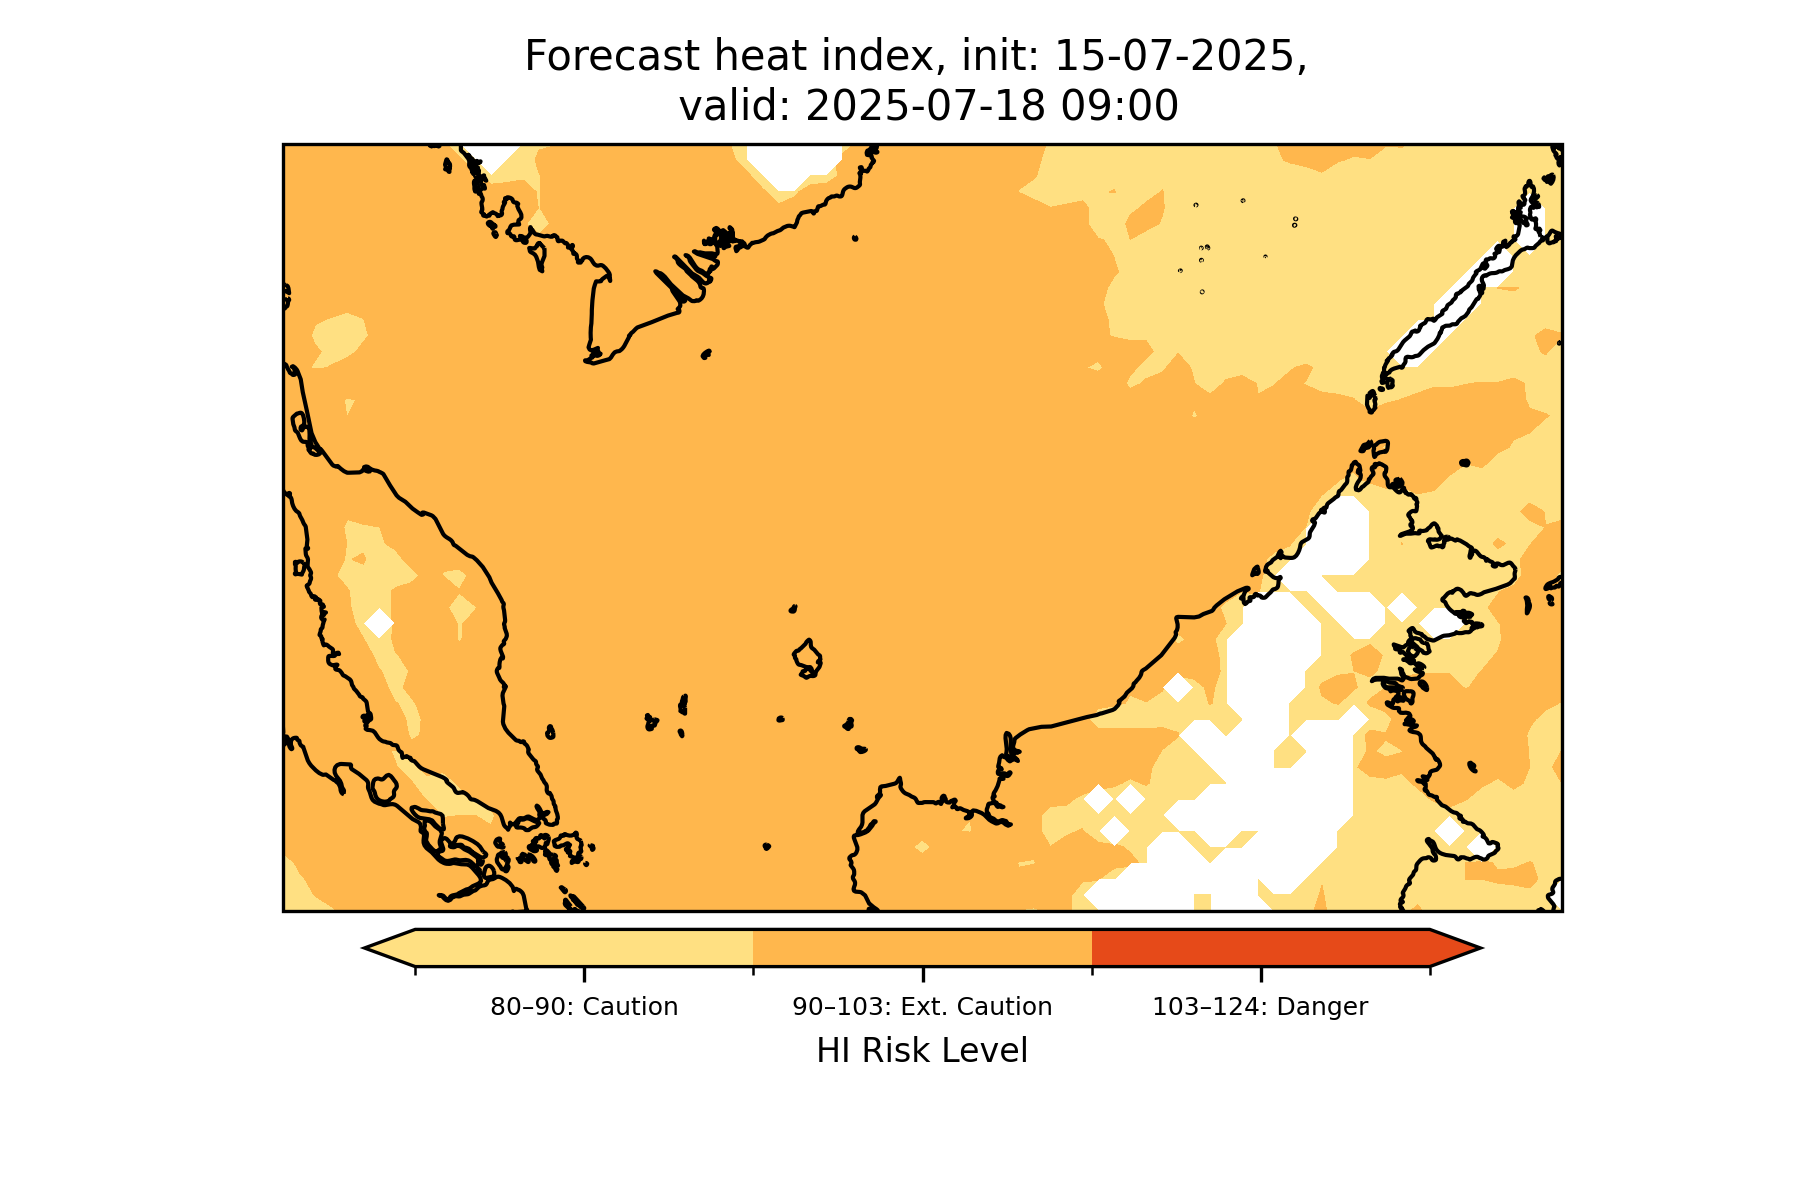 Forecast heat index, init: 15-07-2025,
valid: 2025-07-18 09:00
80–90: Caution
90–103: Ext. Caution
103–124: Danger
HI Risk Level